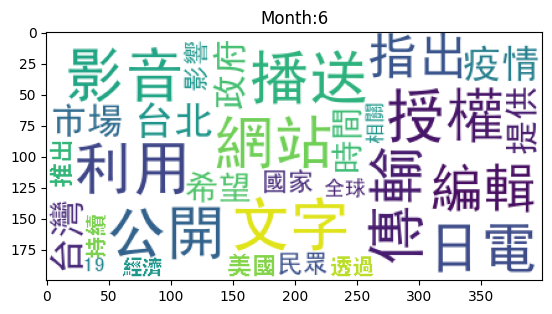 Month:6
影音
影響
政府
播送
指出
疫情
市場
台北
網站
時間
相關
授權
提供
推出
利用
希望
國家
全球
傳輸
編輯
台灣
持續
公開
文字
日電
19
經濟
美國
民眾
透過
0
25
50
75
100
125
150
175
0
50
100
150
200
250
300
350